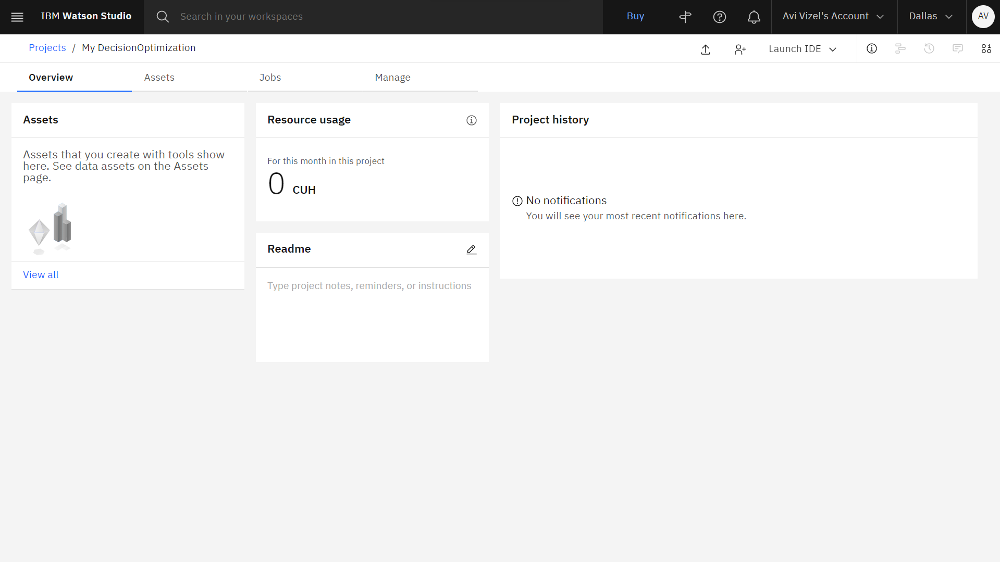 IBM Watson Studio
Search in your workspaces
Buy
Avi Vizel's Account
Dallas
AV
Projects / My DecisionOptimization
Launch IDE
Overview
Assets
Jobs
Manage
Assets
Assets that you create with tools show
here. See data assets on the Assets
page.
View all
Resource usage
For this month in this project
0 CUH
Readme
Type project notes, reminders, or instructions
Project history
No notifications
You will see your most recent notifications here.